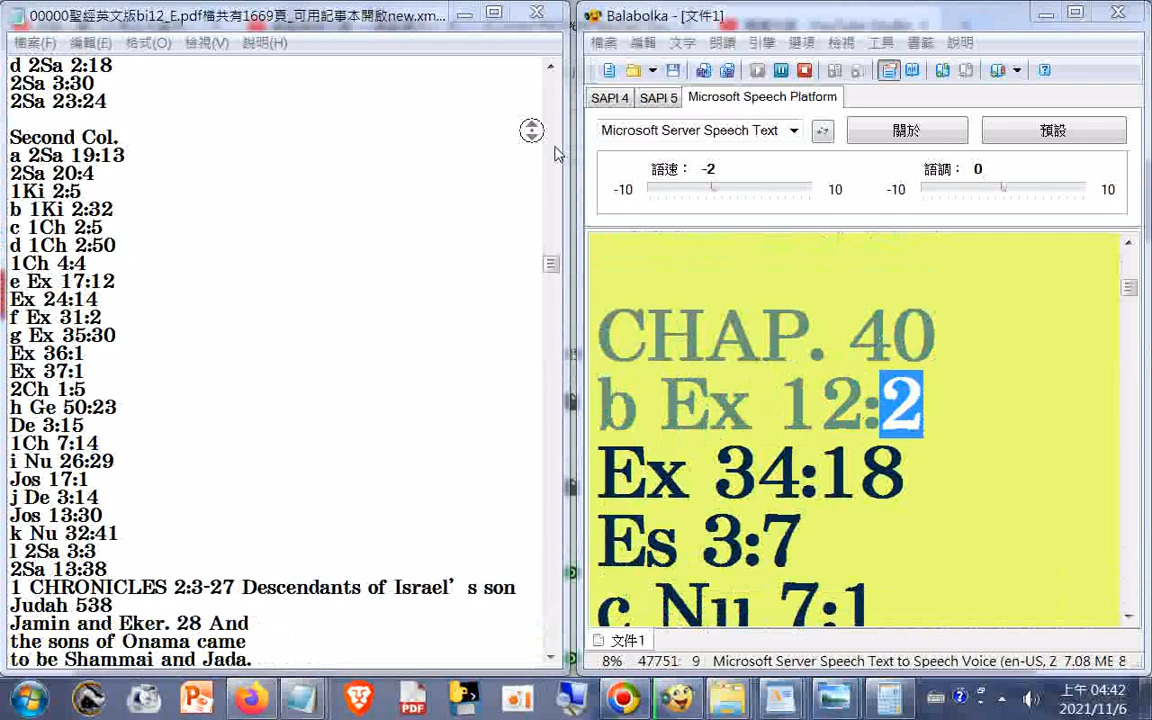 00000聖經英文版bi12_E.pdf檔共有1669頁_可用記事本開啟new.xm...
檔案(F) 編輯(E) 格式(O) 檢視(V) 說明(H)
d 2Sa 2:18
2Sa 3:30
2Sa 23:24
Second Col.
a 2Sa 19:13
2Sa 20:4
1Ki 2:5
b 1Ki 2:32
c 1Ch 2:5
d 1Ch 2:50
1Ch 4:4
e Ex 17:12
Ex 24:14
f Ex 31:2
g Ex 35:30
Ex 36:1
Ex 37:1
2Ch 1:5
h Ge 50:23
De 3:15
1Ch 7:14
i Nu 26:29
Jos 17:1
j De 3:14
Jos 13:30
k Nu 32:41
l 2Sa 3:3
2Sa 13:38
1 CHRONICLES 2:3-27 Descendants of Israel’s son
Judah 538
Jamin and Eker. 28 And
the sons of Onama came
to be Shammai and Jada.
Balabolka - [文件1]
檔案 編輯 文字 朗讀 引擎 選項 檢視 工具 書籤 說明
SAPI 4 SAPI 5 Microsoft Speech Platform
Microsoft Server Speech Text 關於 預設
語速： -2 語調： 0
-10 10 -10 10
CHAP. 40
b Ex 12:2
Ex 34:18
Es 3:7
c Nu 7:1
文件1
8% 47751: 9 Microsoft Server Speech Text to Speech Voice (en-US, Z 7.08 ME 8
PDF
上午 04:42
2021/11/6